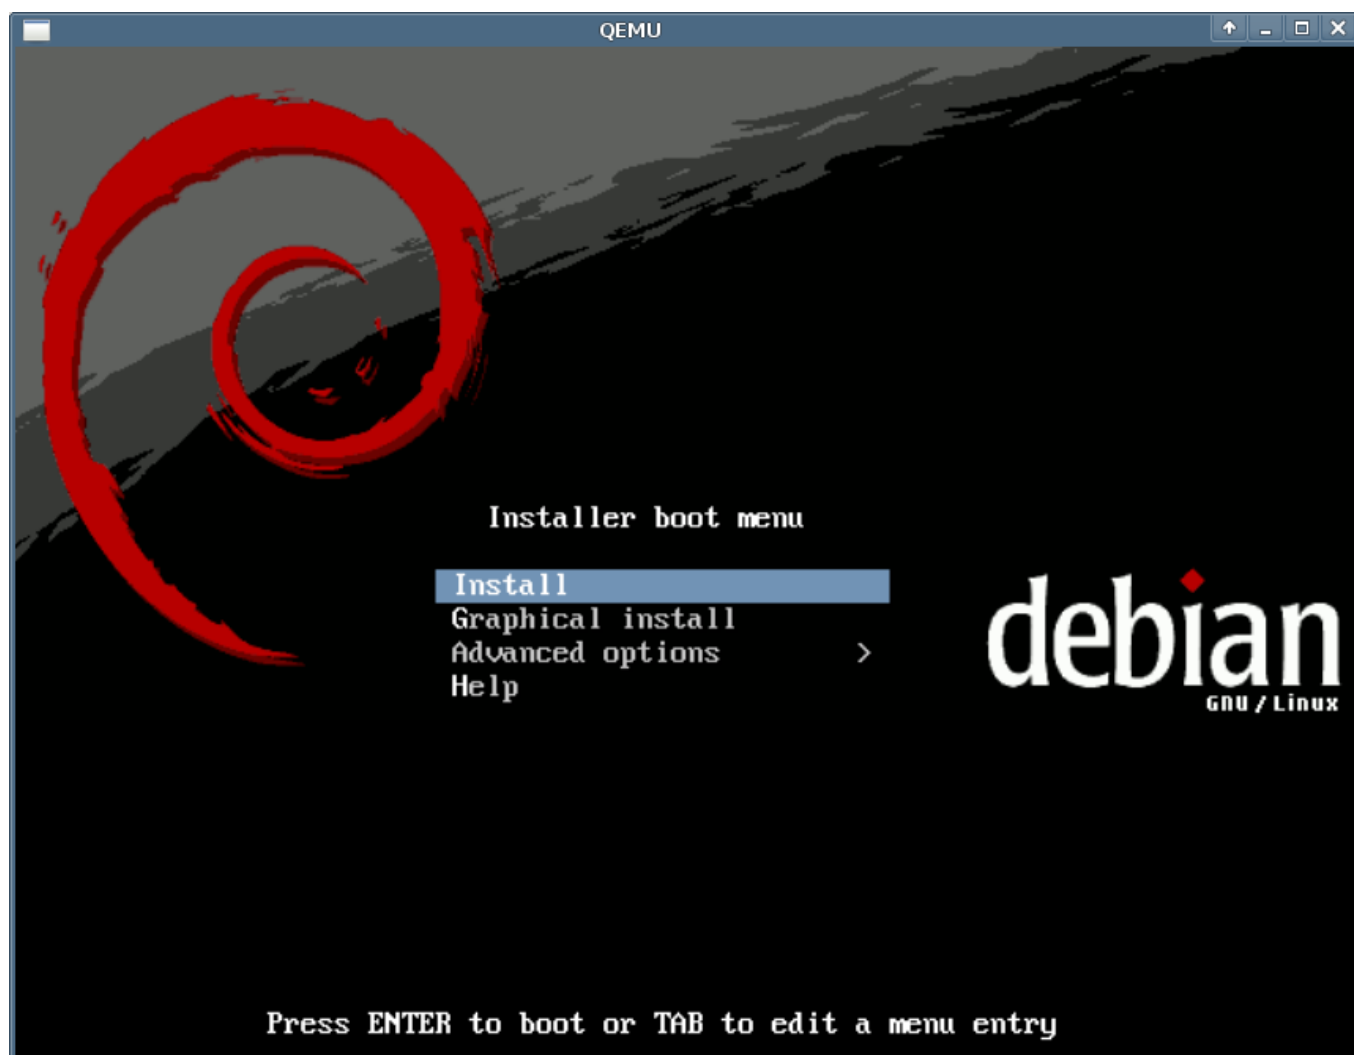 QEMU
Installer boot menu
Install
Graphical install
Advanced options >
Help
debian
GNU / Linux
Press ENTER to boot or TAB to edit a menu entry